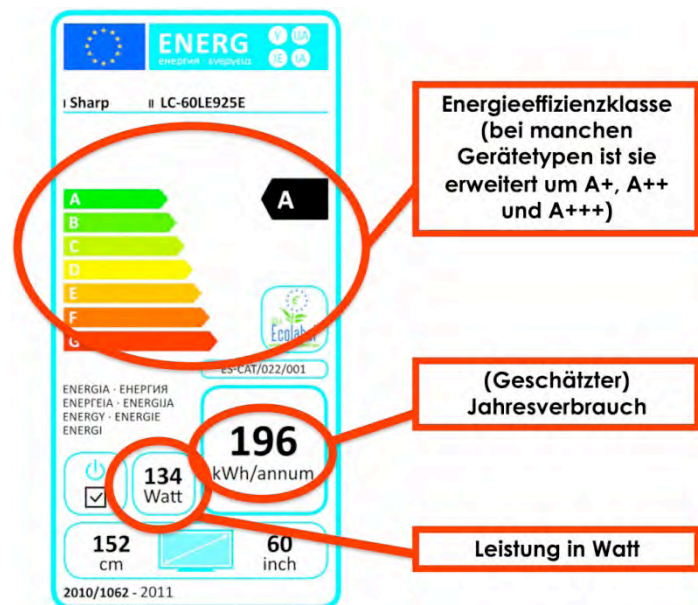 ENERG
енергия · ενεργεια
Y UA
IE IA
I Sharp II LC-60LE925E
A
A
B
C
D
E
F
G
Ecolabel
ES-CAT/022/001
ENERGIA · ЕНЕРГИЯ
ΕΝΕΡΓΕΙΑ · ENERGIJA
ENERGY · ENERGIE
ENERGI
196
kWh/annum
134
Watt
152
cm
60
inch
2010/1062 - 2011
Energieeffizienzklasse
(bei manchen
Gerätetypen ist sie
erweitert um A+, A++
und A+++)
(Geschätzter)
Jahresverbrauch
Leistung in Watt